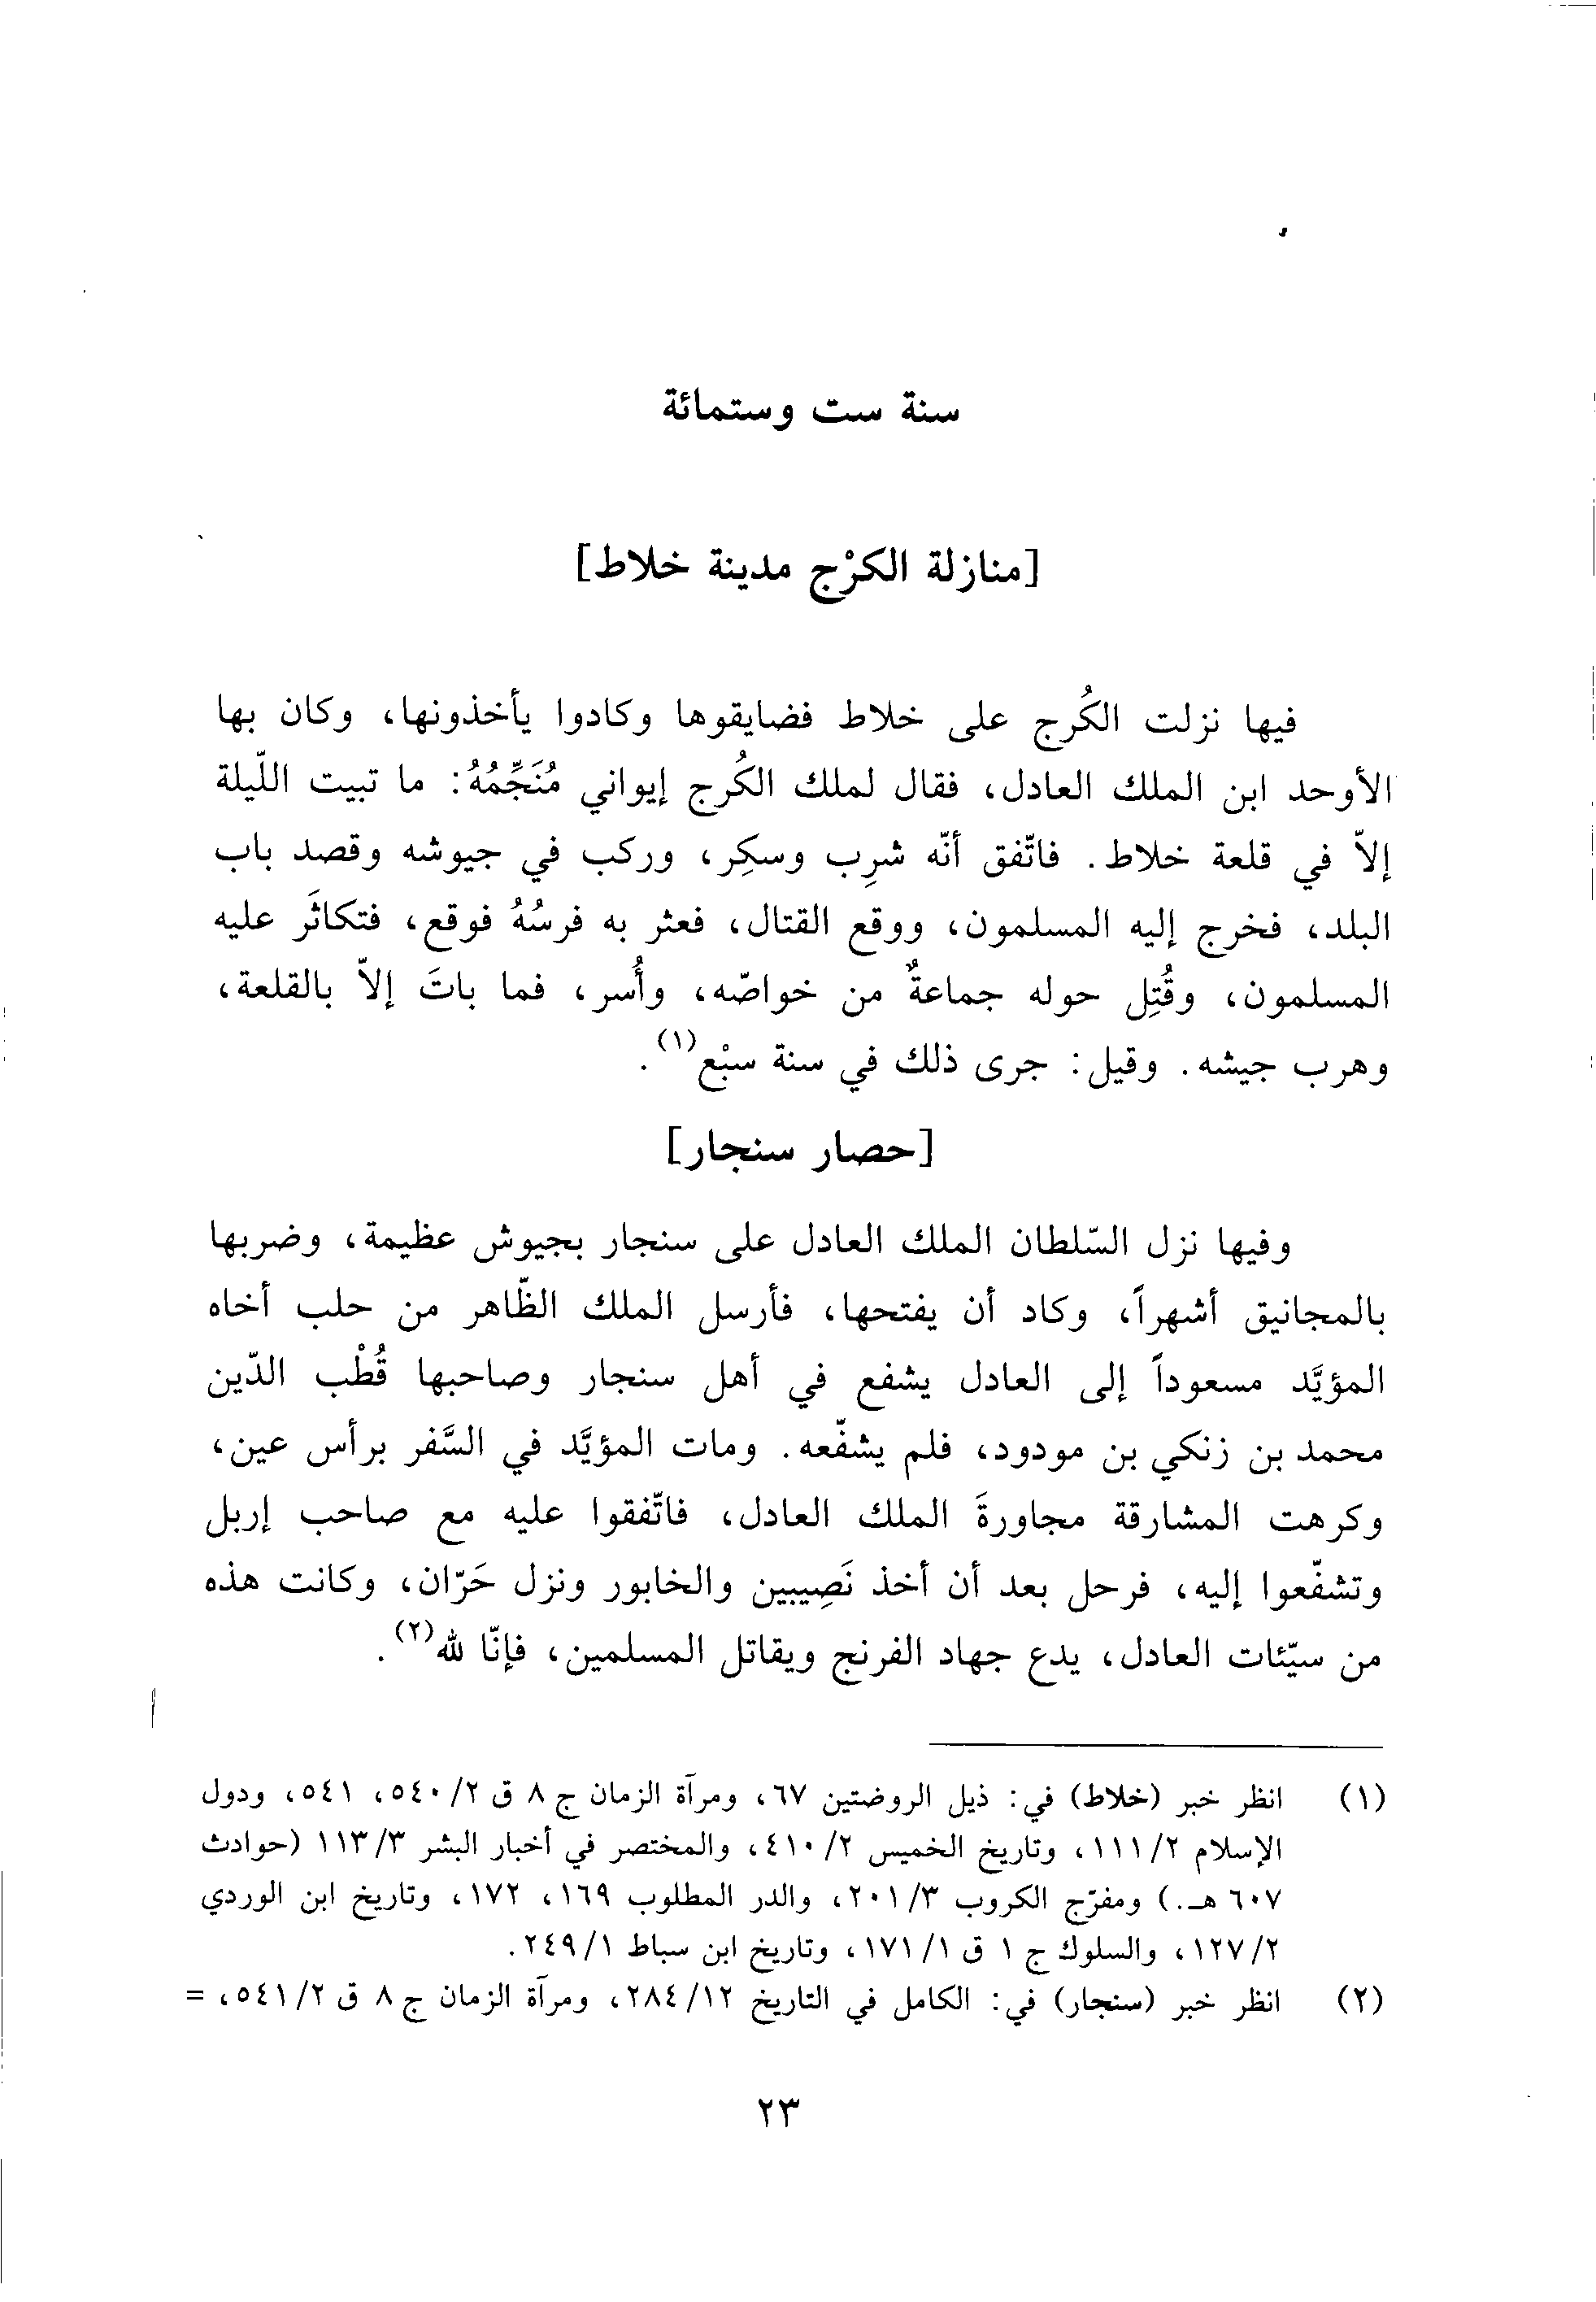 سنة ست وستمائة
[منازلة الكرْج مدينة خلاط]
فيها نزلت الكُرج على خلاط فضايقوها وكادوا يأخذونها، وكان بها
الأوحد ابن الملك العادل، فقال لملك الكُرج إيواني مُنَجِّمُهُ: ما تبيت اللّيلة
إلاّ في قلعة خلاط. فاتّفق أنّه شرِب وسكِر، وركب في جيوشه وقصد باب
البلد، فخرج إليه المسلمون، ووقع القتال، فعثر به فرسُهُ فوقع، فتكاثَر عليه
المسلمون، وقُتِل حوله جماعةٌ من خواصّه، وأُسر، فما باتَ إلاّ بالقلعة،
وهرب جيشه. وقيل: جرى ذلك في سنة سبْع(١).
[حصار سنجار]
وفيها نزل السّلطان الملك العادل على سنجار بجيوش عظيمة، وضربها
بالمجانيق أشهراً، وكاد أن يفتحها، فأرسل الملك الظّاهر من حلب أخاه
المؤيَّد مسعوداً إلى العادل يشفع في أهل سنجار وصاحبها قُطْب الدّين
محمد بن زنكي بن مودود، فلم يشفّعه. ومات المؤيَّد في السَّفر برأس عين،
وكرهت المشارقة مجاورةَ الملك العادل، فاتّفقوا عليه مع صاحب إربل
وتشفّعوا إليه، فرحل بعد أن أخذ نَصِيبين والخابور ونزل حَرّان، وكانت هذه
من سيّئات العادل، يدع جهاد الفرنج ويقاتل المسلمين، فإنّا لله(٢).
(١) انظر خبر (خلاط) في: ذيل الروضتين ٦٧، ومرآة الزمان ج ٨ ق ٢/ ٥٤٠، ٥٤١، ودول
الإسلام ٢/ ١١١، وتاريخ الخميس ٢/ ٤١٠، والمختصر في أخبار البشر ٣/ ١١٣ (حوادث
٦٠٧ هـ.) ومفرّج الكروب ٣/ ٢٠١، والدر المطلوب ١٦٩، ١٧٢، وتاريخ ابن الوردي
٢/ ١٢٧، والسلوك ج ١ ق ١/ ١٧١، وتاريخ ابن سباط ١/ ٢٤٩.
(٢) انظر خبر (سنجار) في: الكامل في التاريخ ١٢/ ٢٨٤، ومرآة الزمان ج ٨ ق ٢/ ٥٤١، =
٢٣